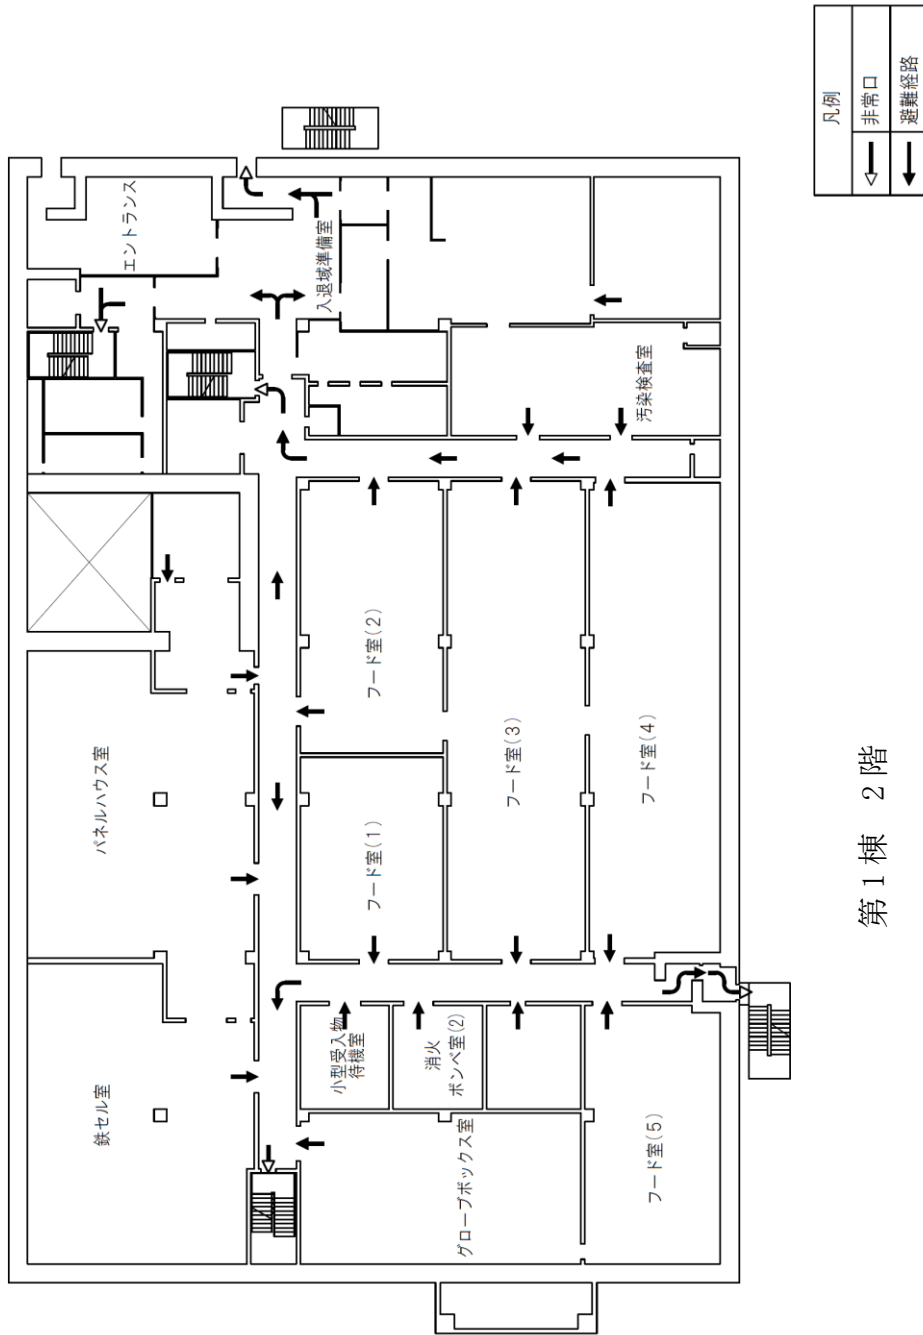 凡例
非常口
避難経路
エントランス
入退域準備室
汚染検査室
パネルハウス室
フード室(2)
フード室(3)
フード室(4)
フード室(1)
鉄セル室
小型受入物
待機室
消火
ボンベ室(2)
グローブボックス室
フード室(5)
第1棟 2階